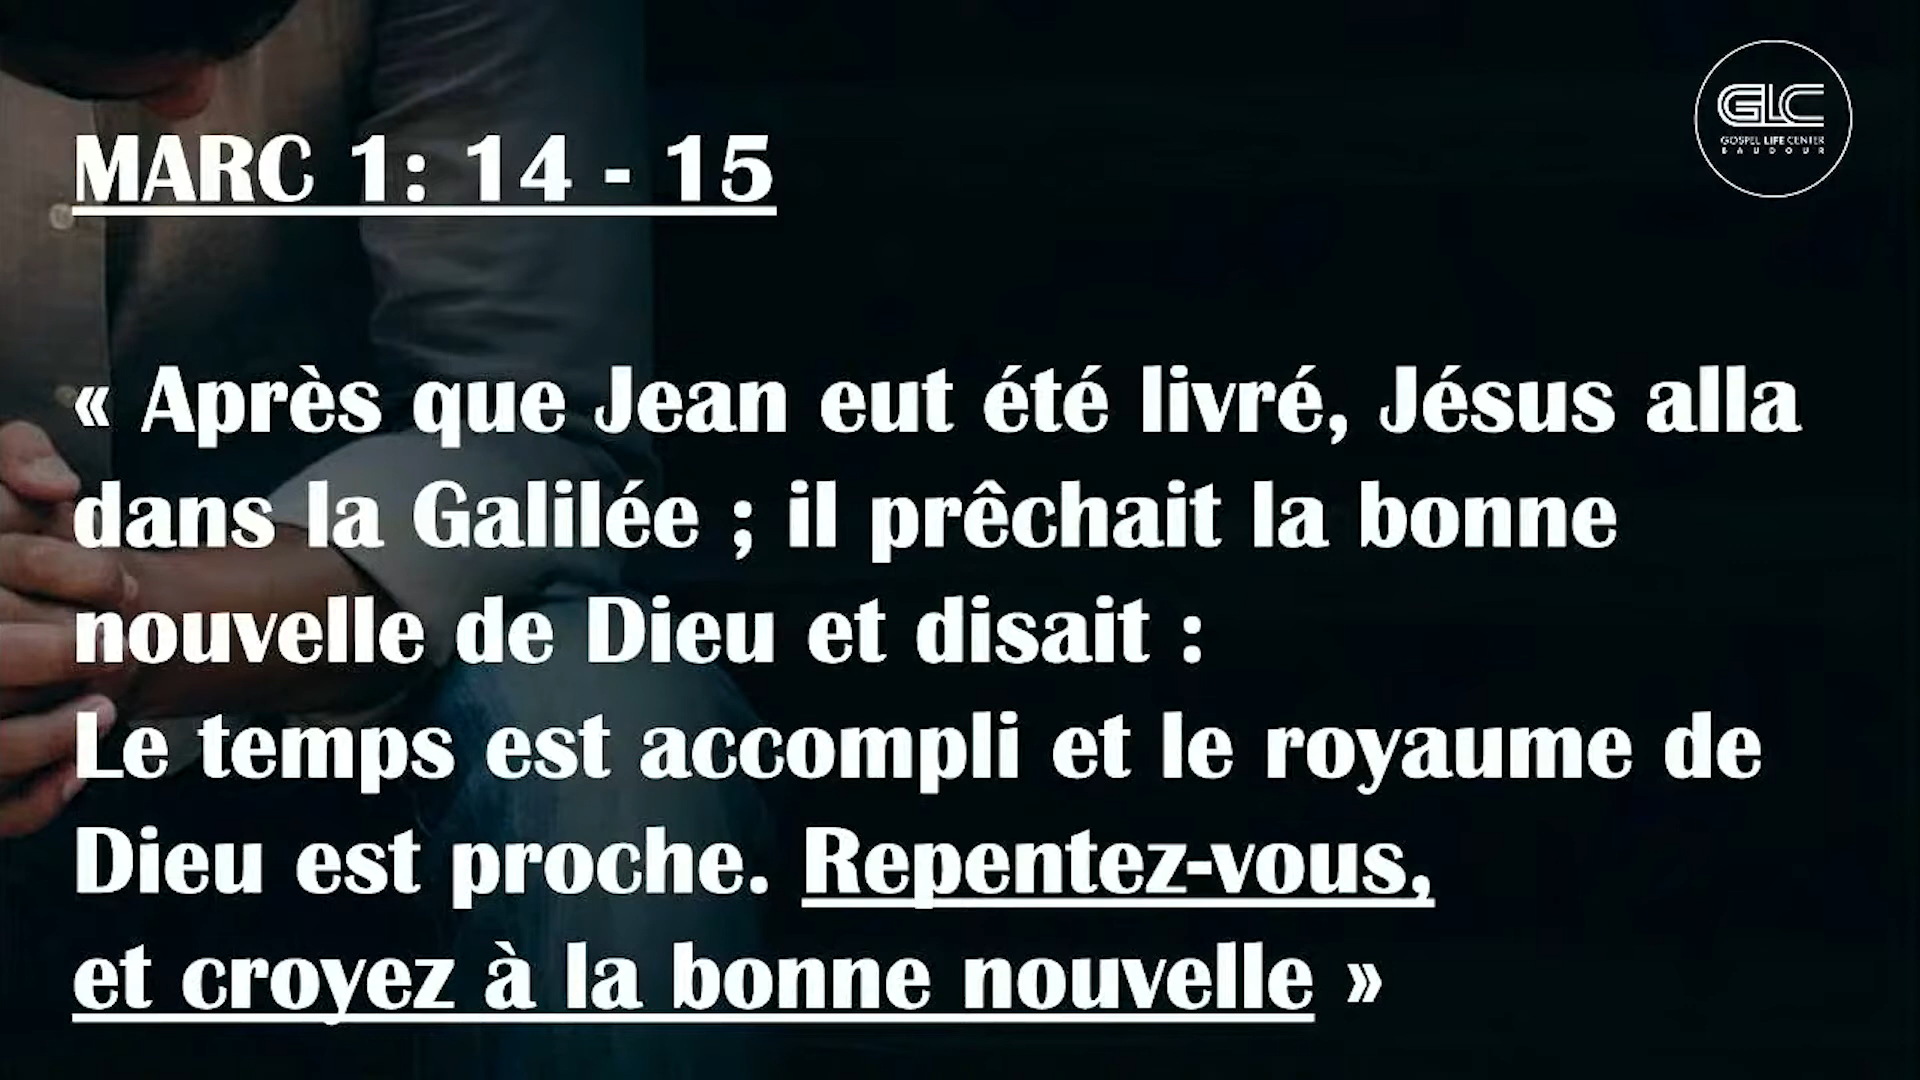 GLC
GOSPEL LIFE CENTER
BAUDOUR
MARC 1: 14 - 15
« Après que Jean eut été livré, Jésus alla
dans la Galilée ; il prêchait la bonne
nouvelle de Dieu et disait :
Le temps est accompli et le royaume de
Dieu est proche. Repentez-vous,
et croyez à la bonne nouvelle »